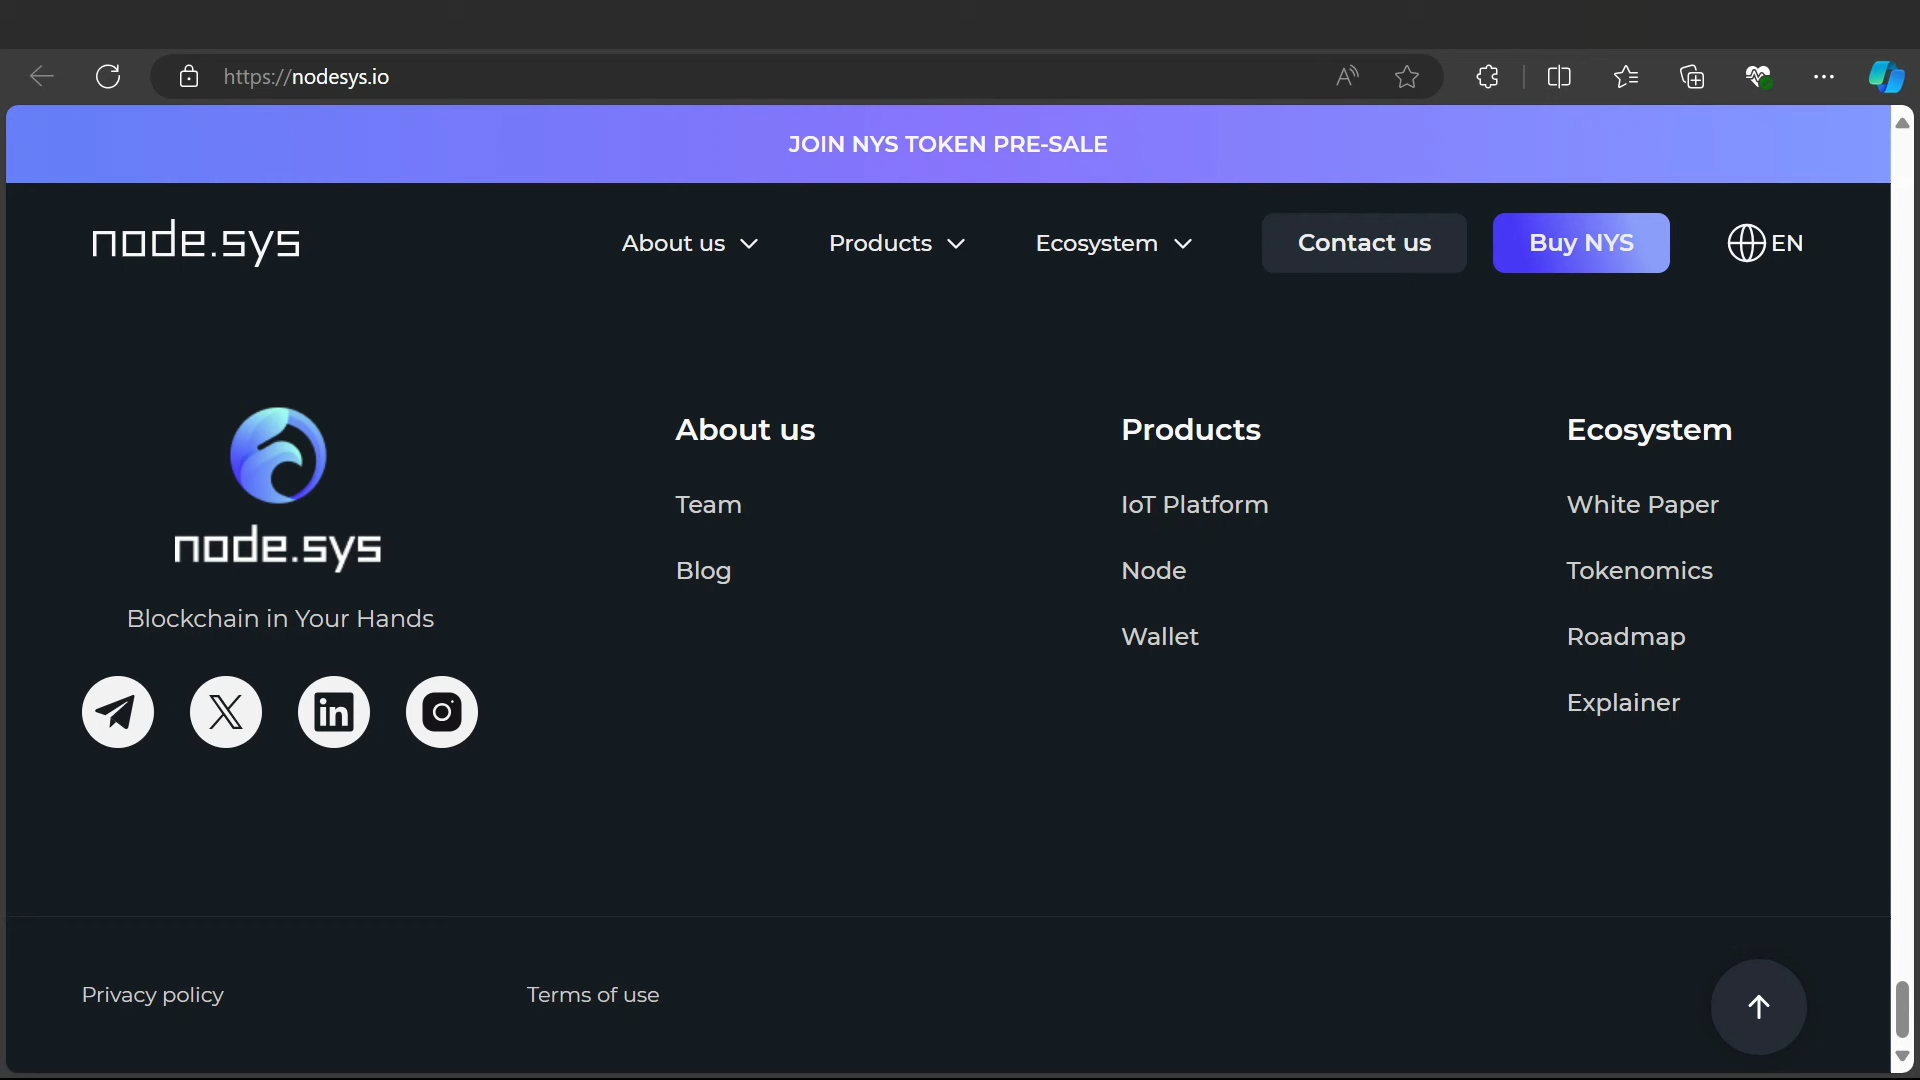 https://nodesys.io
JOIN NYS TOKEN PRE-SALE
node.sys
About us
Products
Ecosystem
Contact us
Buy NYS
EN
node.sys
Blockchain in Your Hands
About us
Team
Blog
Products
IoT Platform
Node
Wallet
Ecosystem
White Paper
Tokenomics
Roadmap
Explainer
Privacy policy
Terms of use